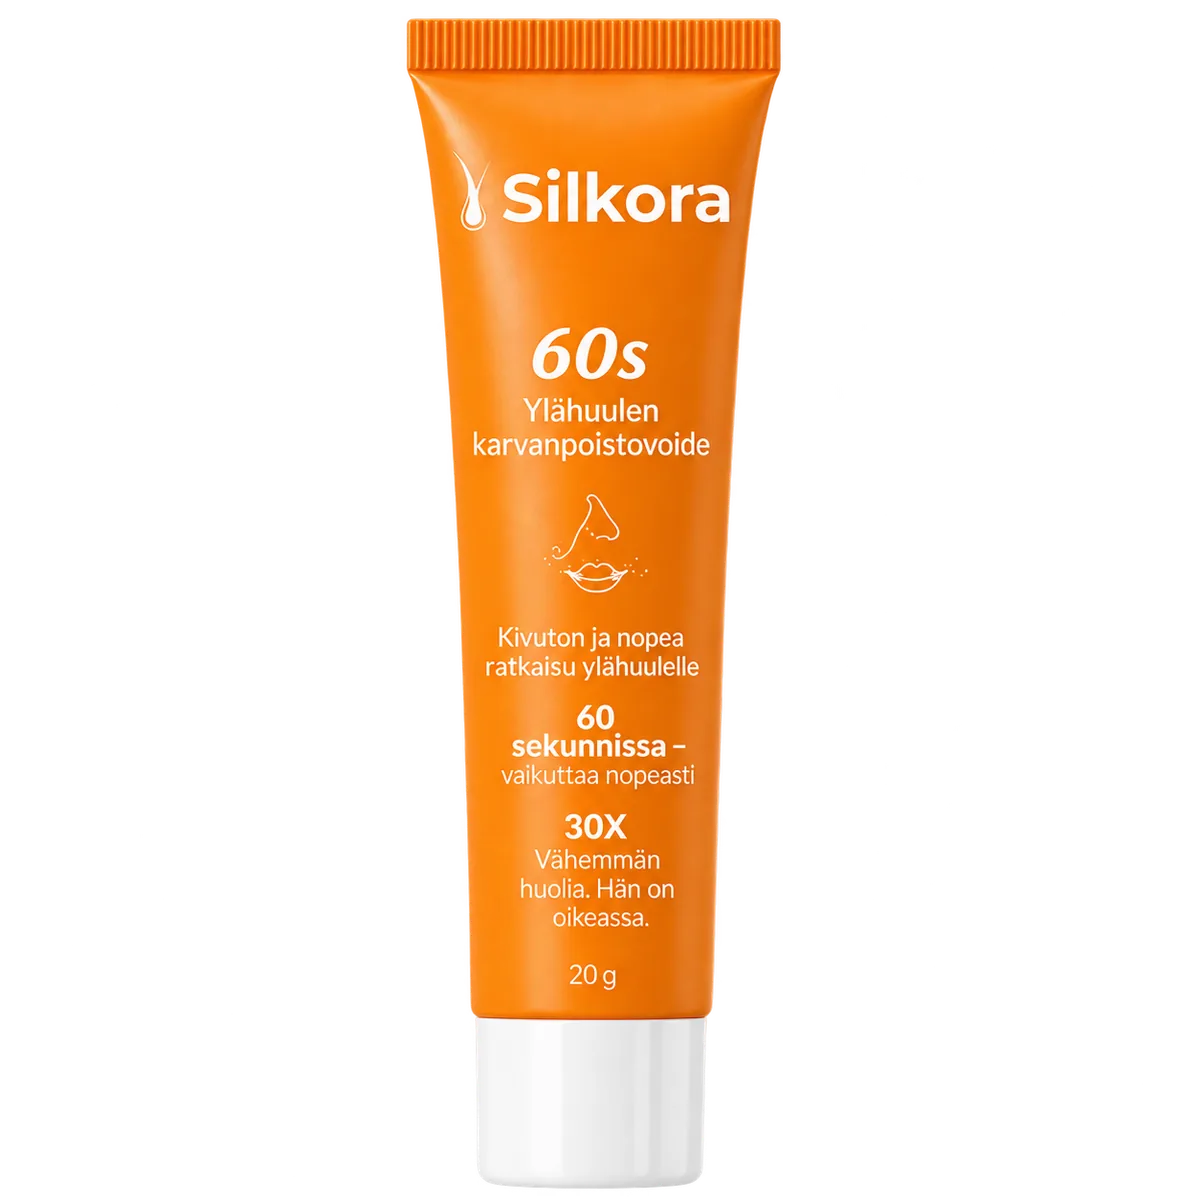 Silkora
60s
Ylähuulen
karvanpoistovoide
Kivuton ja nopea
ratkaisu ylähuulelle
60
sekunnissa –
vaikuttaa nopeasti
30X
Vähemmän
huolia. Hän on
oikeassa.
20 g